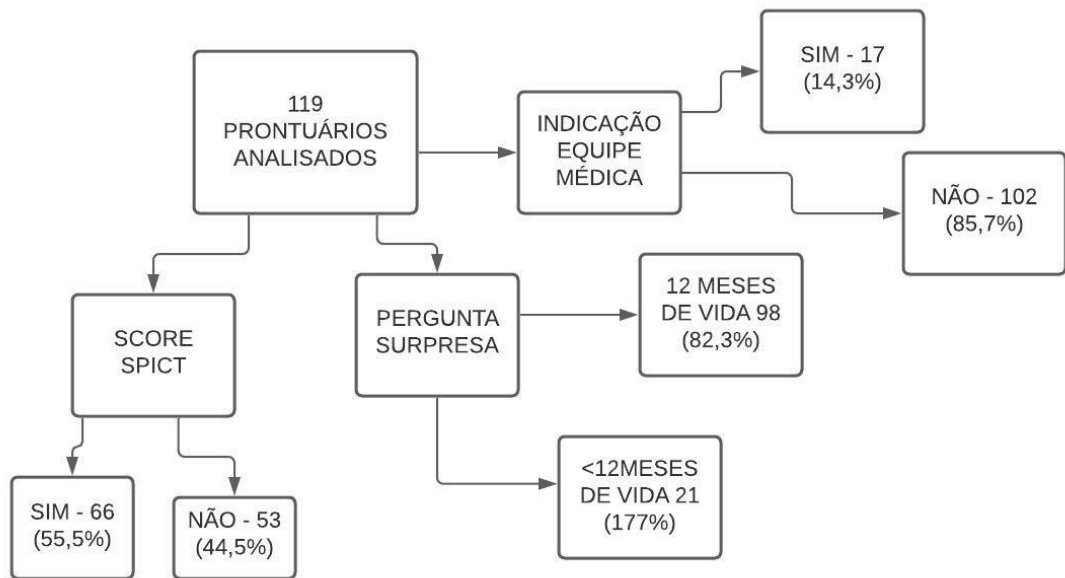 119
PRONTUÁRIOS
ANALISADOS
INDICAÇÃO
EQUIPE
MÉDICA
SIM - 17
(14,3%)
NÃO - 102
(85,7%)
SCORE
SPICT
PERGUNTA
SURPRESA
12 MESES
DE VIDA 98
(82,3%)
<12MESES
DE VIDA 21
(177%)
SIM - 66
(55,5%)
NÃO - 53
(44,5%)